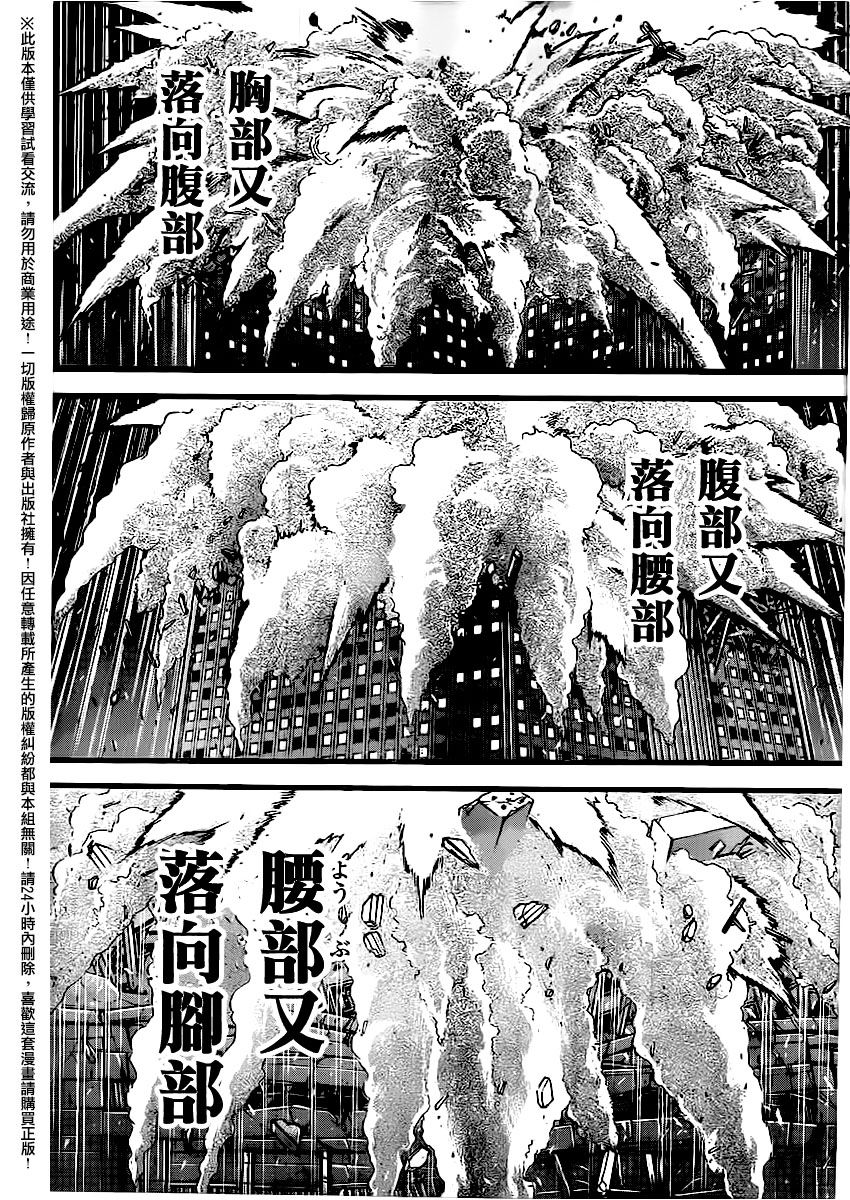 胸部又
落向腹部
腹部又
落向腰部
腰部又
ようぶ
落向腳部
※此版本僅供學習試看交流，請勿用於商業用途！一切版權歸原作者與出版社擁有！因任意轉載所產生的版權糾紛都與本組無關！請24小時內刪除，喜歡這套漫畫請購買正版！